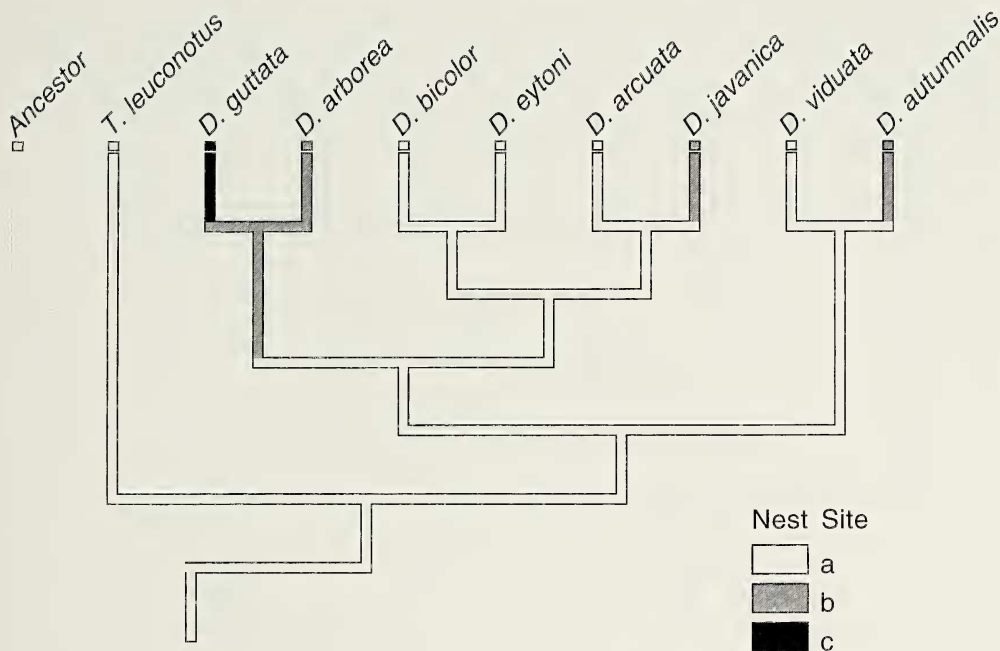 Ancestor
T. leuconotus
D. guttata
D. arborea
D. bicolor
D. eytoni
D. arcuata
D. javanica
D. viduata
D. autumnalis
Nest Site
a
b
c